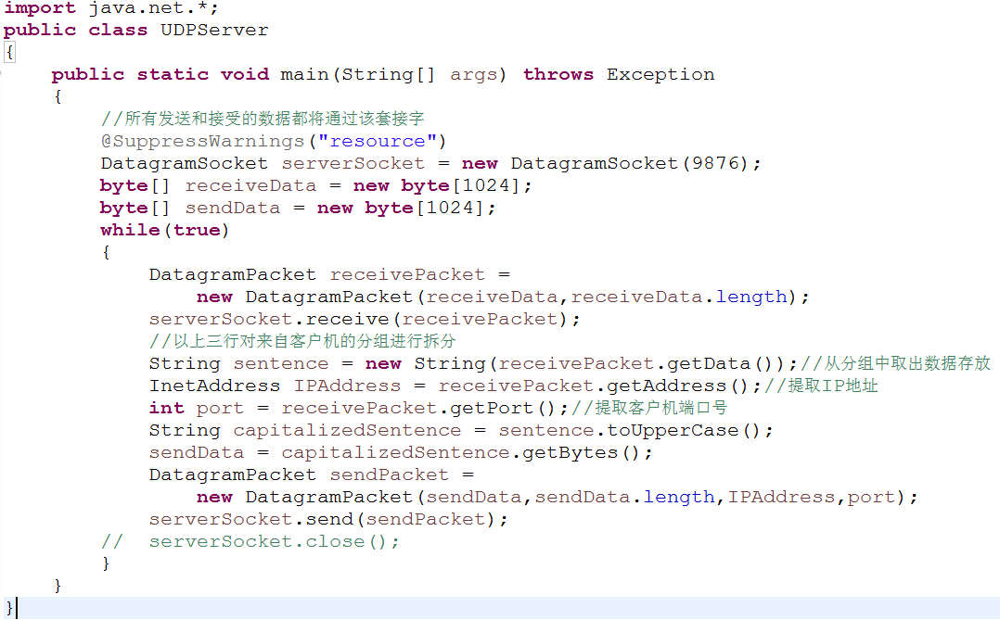 import java.net.*;
public class UDPServer
{
    public static void main(String[] args) throws Exception
    {
        //所有发送和接受的数据都将通过该套接字
        @SuppressWarnings("resource")
        DatagramSocket serverSocket = new DatagramSocket(9876);
        byte[] receiveData = new byte[1024];
        byte[] sendData = new byte[1024];
        while(true)
        {
            DatagramPacket receivePacket =
                new DatagramPacket(receiveData,receiveData.length);
            serverSocket.receive(receivePacket);
            //以上三行对来自客户机的分组进行拆分
            String sentence = new String(receivePacket.getData());//从分组中取出数据存放
            InetAddress IPAddress = receivePacket.getAddress();//提取IP地址
            int port = receivePacket.getPort();//提取客户机端口号
            String capitalizedSentence = sentence.toUpperCase();
            sendData = capitalizedSentence.getBytes();
            DatagramPacket sendPacket =
                new DatagramPacket(sendData,sendData.length,IPAddress,port);
            serverSocket.send(sendPacket);
        //  serverSocket.close();
        }
    }
}